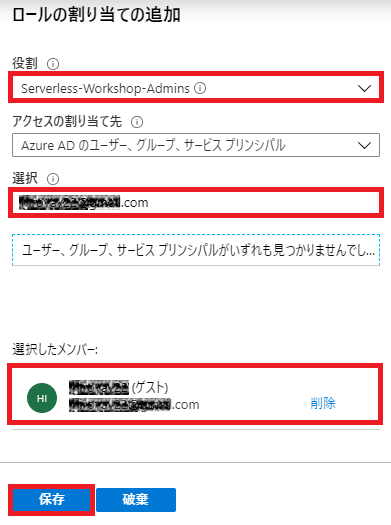 ロールの割り当ての追加
役割
Serverless-Workshop-Admins
アクセスの割り当て先
Azure AD のユーザー、グループ、サービス プリンシパル
選択
.com
ユーザー、グループ、サービス プリンシパルがいずれも見つかりませんでし...
選択したメンバー:
HI
(ゲスト)
.com
削除
保存
破棄